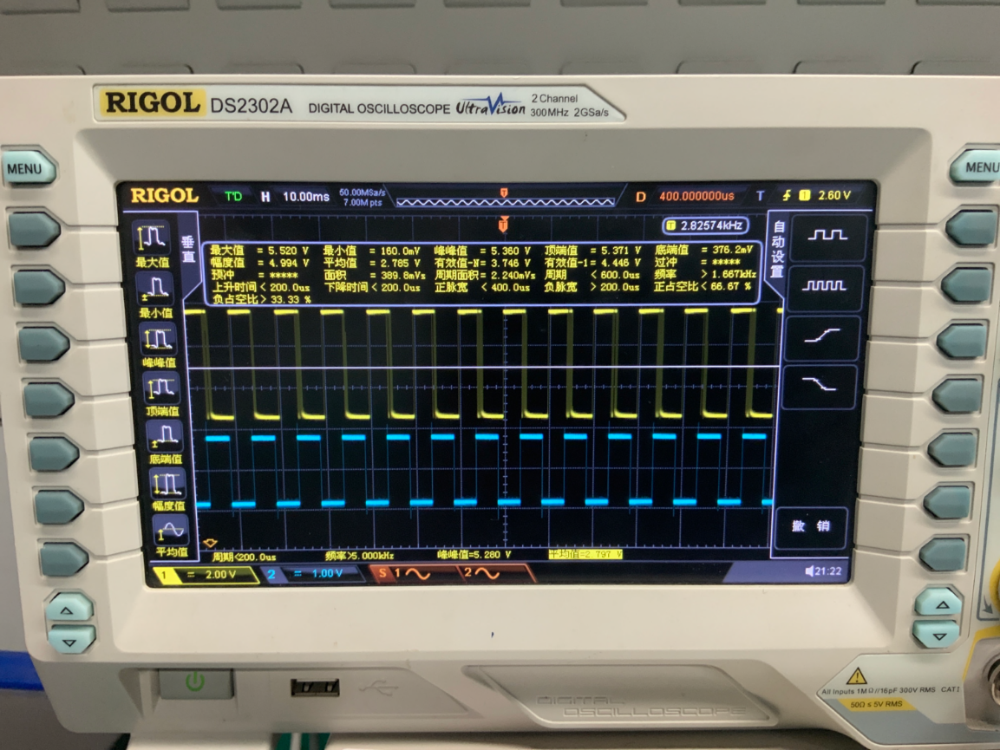 RIGOL DS2302A DIGITAL OSCILLOSCOPE UltraVision 2 Channel
300MHz 2GSa/s
MENU
MENU
RIGOL T'D H 10.00ms 50.00MSa/s
7.00M pts
D 400.000000us T 1 2.60 V
2.82574kHz
最大值 = 5.520 V 最小值 = 160.0mV 峰峰值 = 5.360 V 顶端值 = 5.371 V 底端值 = 376.2mV
幅度值 = 4.994 V 平均值 = 2.785 V 有效值-N= 3.746 V 有效值-1= 4.446 V 过冲 = *****
预冲 = ***** 面积 = 389.8mVs 周期面积= 2.240mVs 周期 < 600.0us 频率 > 1.667kHz
上升时间 < 200.0us 下降时间 < 200.0us 正脉宽 < 400.0us 负脉宽 > 200.0us 正占空比< 66.67 %
负占空比> 33.33 %
垂直
最大值
最小值
峰峰值
顶端值
底端值
幅度值
平均值
自动设置
撤 销
周期<200.0us 频率>5.000kHz 峰峰值=5.280 V 平均值=2.797 V
1 = 2.00 V 2 = 1.00 V S 1 2 21:22
DIGITAL
OSCILLOSCOPE
All Inputs 1MΩ//16pF 300V RMS CAT I
50Ω ≤ 5V RMS